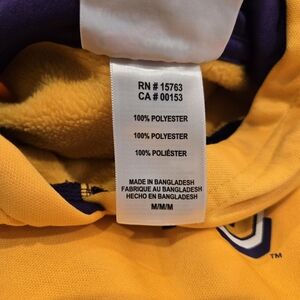 RN # 15763
CA # 00153
100% POLYESTER
100% POLYESTER
100% POLIÉSTER
MADE IN BANGLADESH
FABRIQUE AU BANGLADESH
HECHO EN BANGLADESH
M/M/M
TM